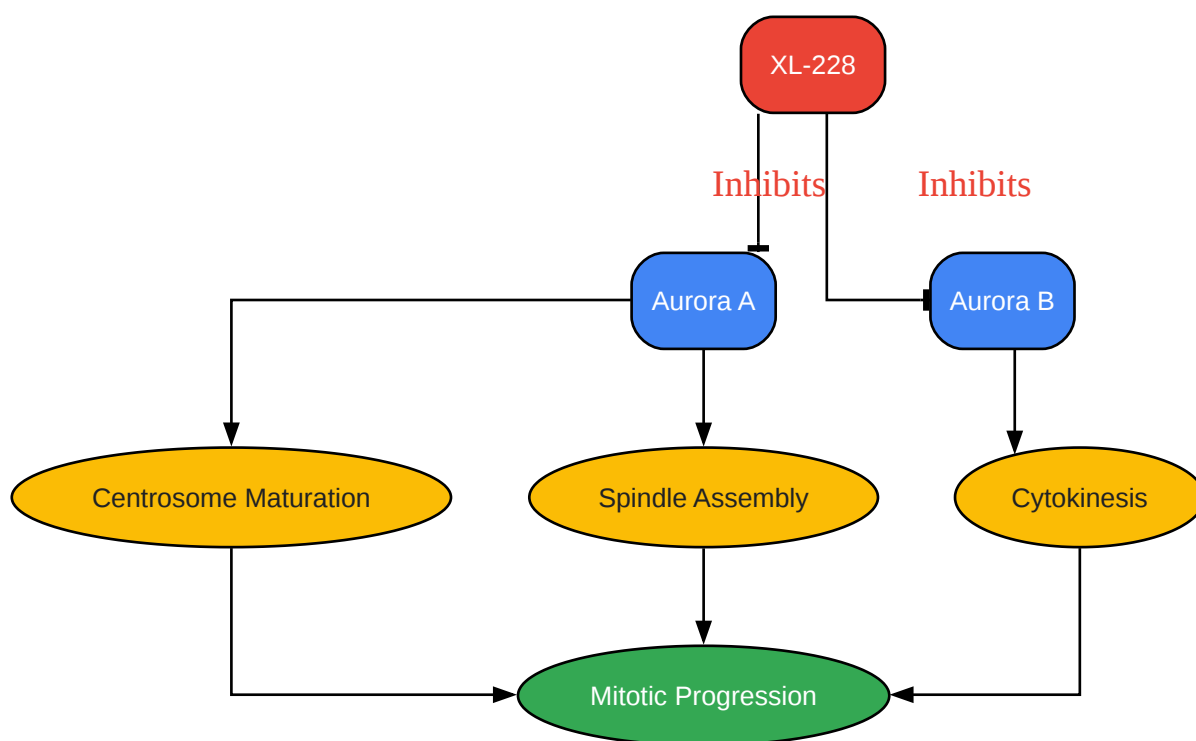 XL-228
Inhibits
Inhibits
Aurora A
Aurora B
Centrosome Maturation
Spindle Assembly
Cytokinesis
Mitotic Progression